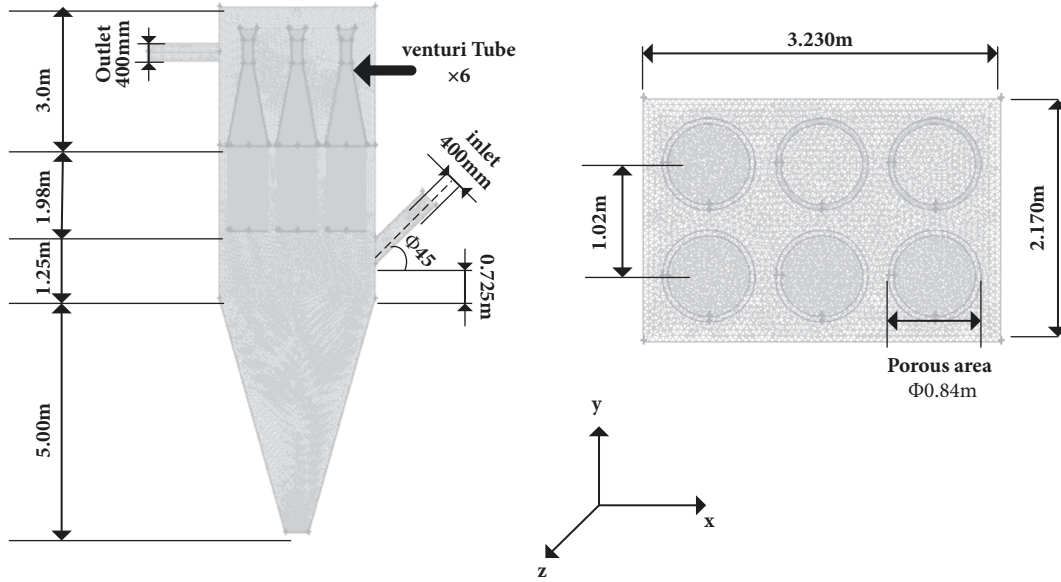 Outlet
400mm
venturi Tube
×6
3.0m
inlet
400mm
1.98m
Φ45
1.25m
0.725m
5.00m
3.230m
1.02m
2.170m
Porous area
Φ0.84m
y
x
z